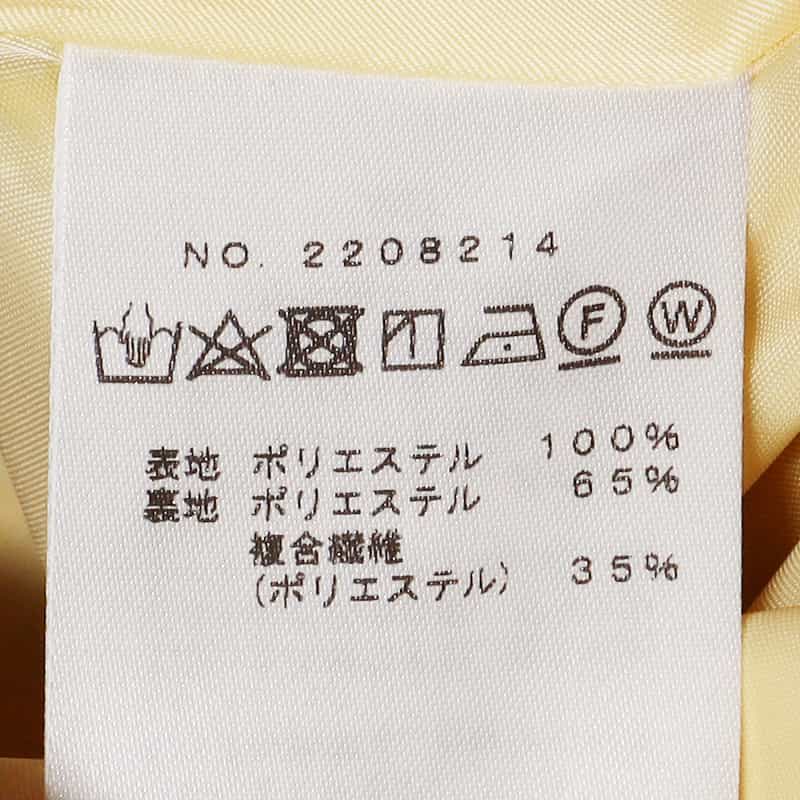 NO. 2208214
F W
表地 ポリエステル 100%
裏地 ポリエステル 65%
複合繊維
(ポリエステル) 35%